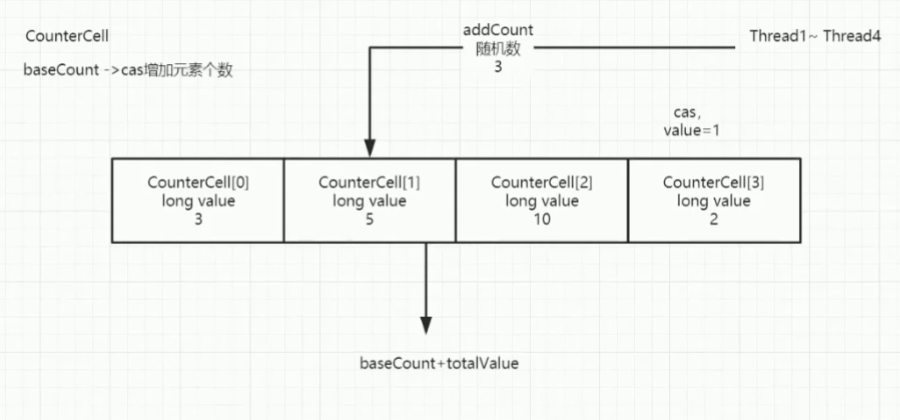 CounterCell
baseCount ->cas增加元素个数
addCount
随机数
3
Thread1~ Thread4
cas,
value=1
CounterCell[0]
long value
3
CounterCell[1]
long value
5
CounterCell[2]
long value
10
CounterCell[3]
long value
2
baseCount+totalValue